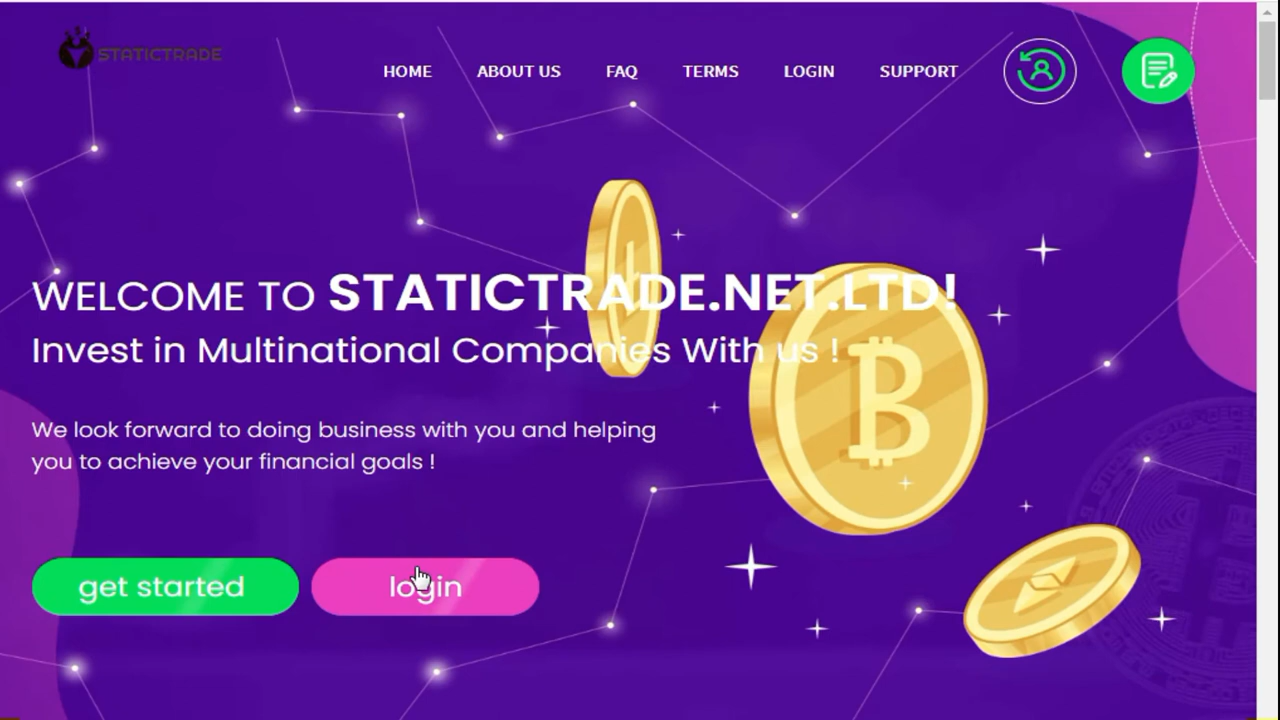 STATICTRADE
HOME ABOUT US FAQ TERMS LOGIN SUPPORT
WELCOME TO STATICTRADE.NET.LTD!
Invest in Multinational Companies With us !
We look forward to doing business with you and helping
you to achieve your financial goals !
get started login